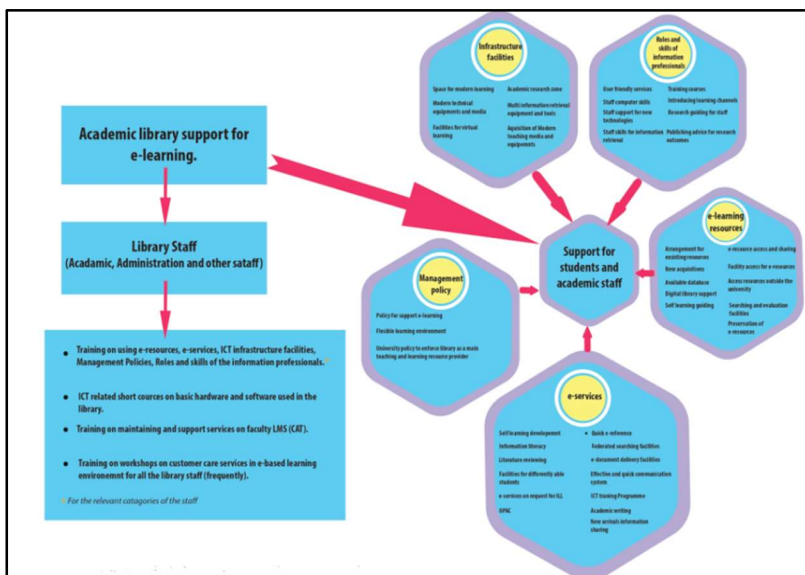 Academic library support for
e-learning.
Library Staff
(Acadamic, Administration and other sataff)
● Training on using e-resources, e-services, ICT infrastructure facilities,
Management Policies, Roles and skills of the information professionals.
● ICT related short cources on basic hardware and software used in the
library.
● Training on maintaining and support services on faculty LMS (CAT).
● Training on workshops on customer care services in e-based learning
environemnt for all the library staff (frequently).
For the relevant catagories of the staff
Infrastructure
facilities
Space for modern learning
Modern technical
equipments and media
Facilities for virtual
learning
Academic research zone
Multi information retrieval
equipment and tools
Aquisition of Modern
teaching media and
equipemnts
Roles and
skills of
information
professionals
User friendly services
Staff computer skills
Staff support for new
technologies
Staff skills for information
retrieval
Training courses
Introducing learning channels
Research guiding for staff
Publiching advice for research
outcomes
Support for
students and
academic staff
e-learning
resources
Arrangement for
exsisting resources
New acquistions
Available database
Digital library support
Self learning guiding
e-resource access and sharing
Facility access for e-resources
Access resources outside the
university
Searching and evaluation
facilities
Preservation of
e-resources
Management
policy
Policy for support e-learning
Flexible learning environment
University policy to enforce library as a main
teaching and learning resource provider
e-services
Self learning development
Information literacy
Literature reviewing
Facilities for differently able
students
e-services on request for ILL
OPAC
● Quick e-reference
Federated searching facilities
e-document delivery facilities
Effective and quick communication
system
ICT traning Programme
Academic writing
New arrivals information
sharing